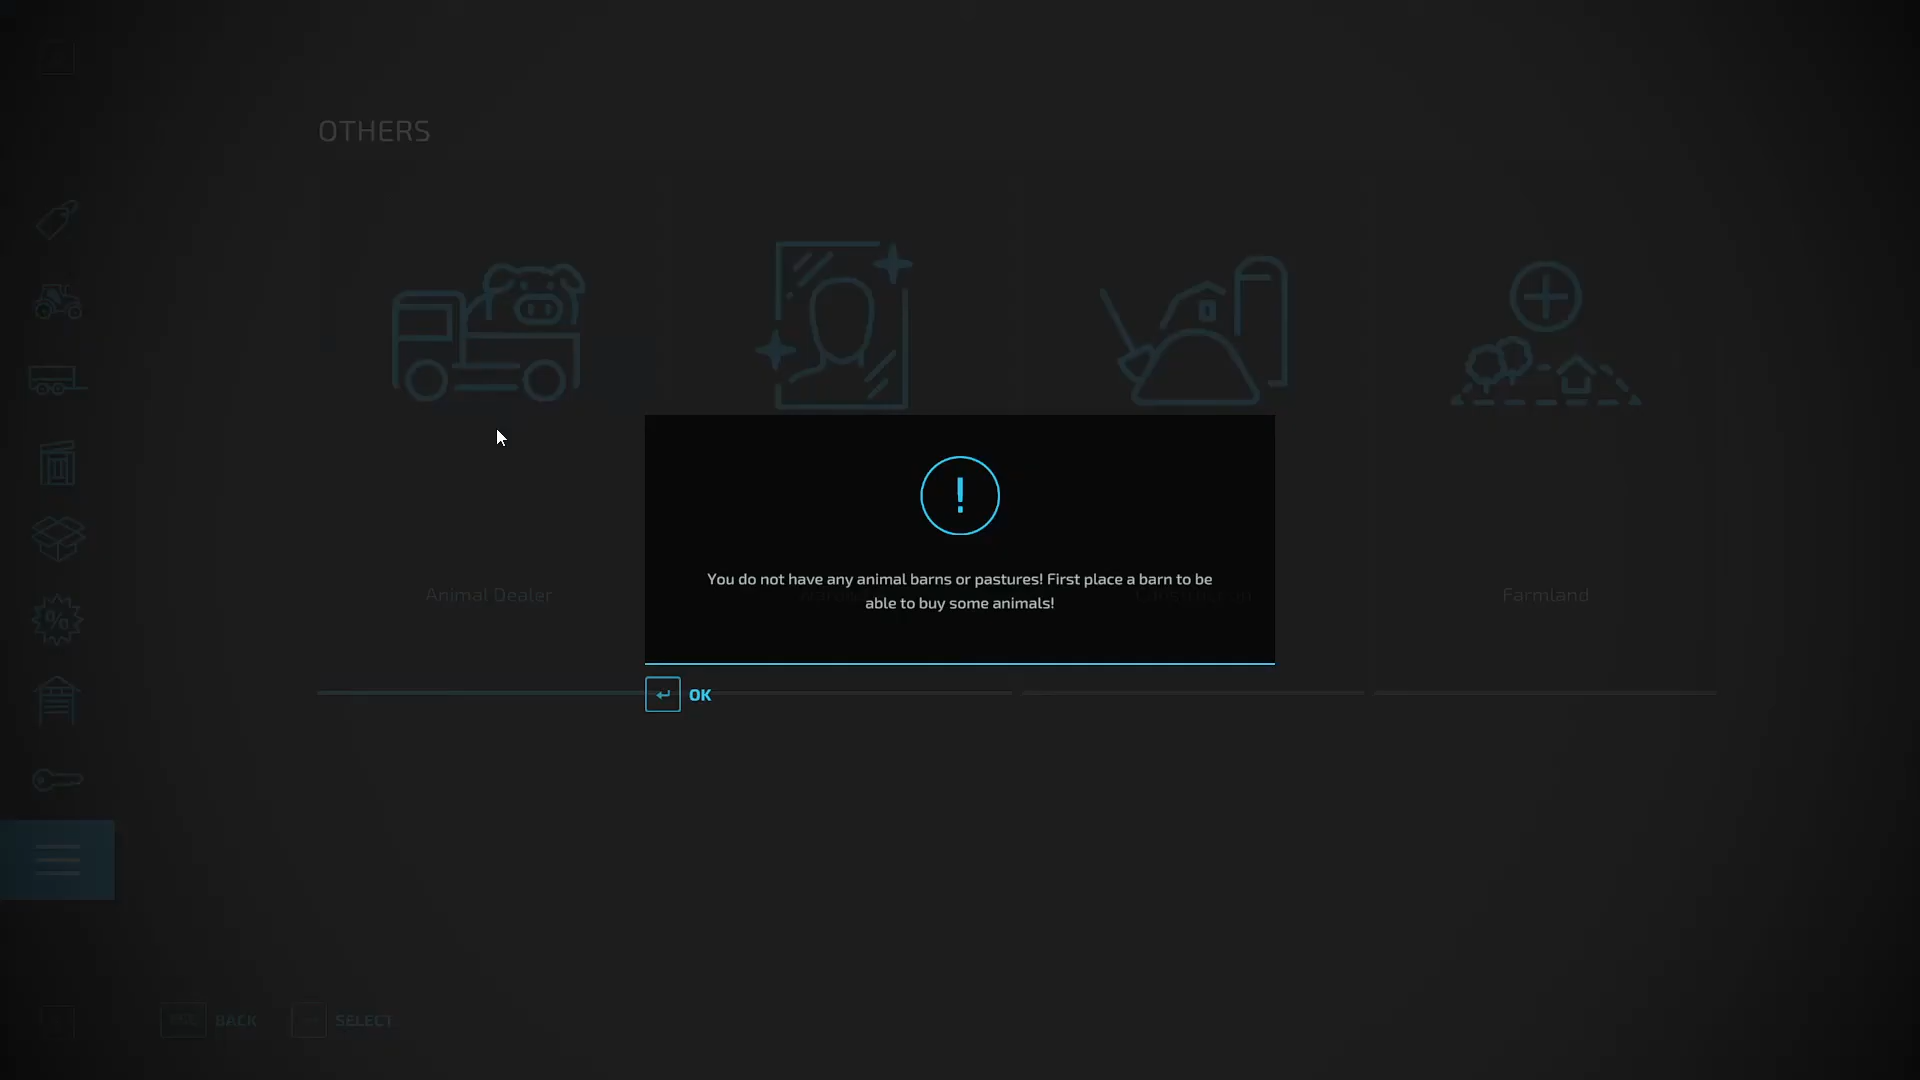 OTHERS
You do not have any animal barns or pastures! First place a barn to be
able to buy some animals!
Animal Dealer
Farmland
OK
BACK
SELECT